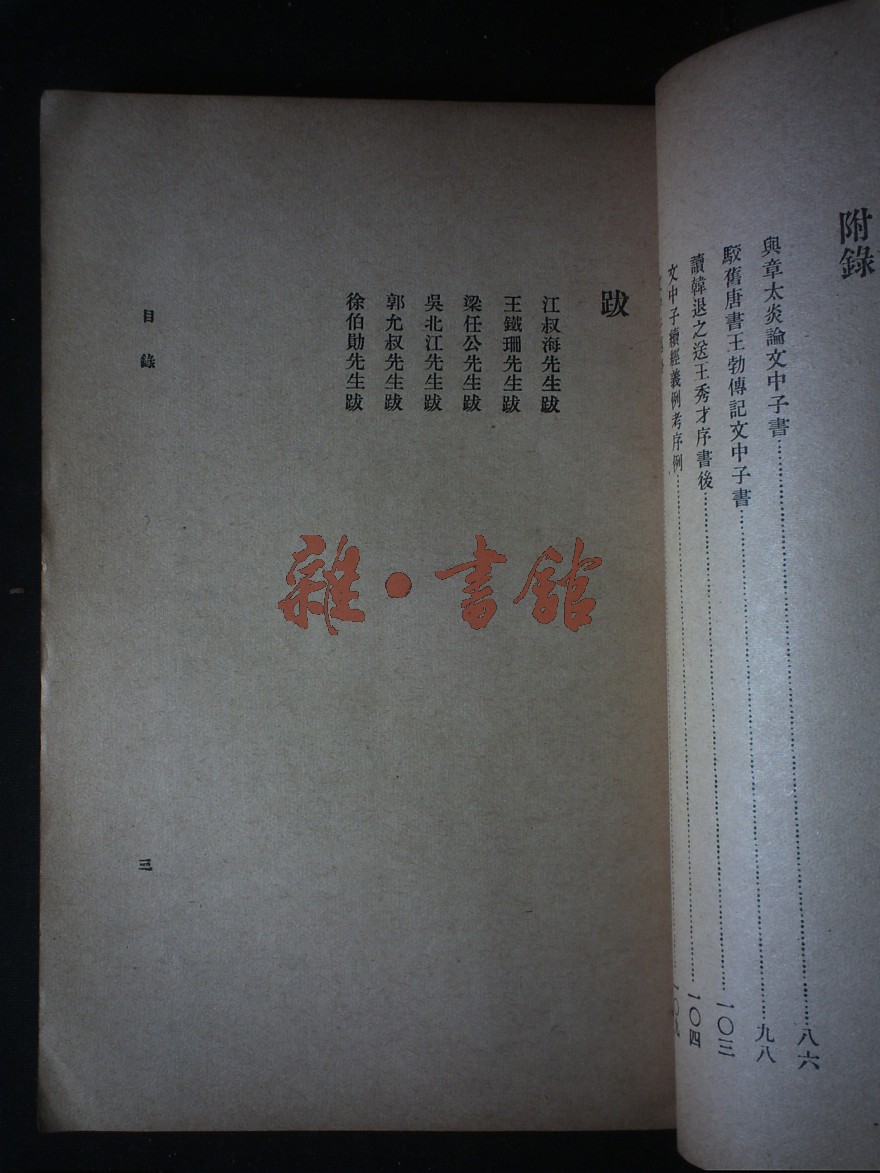 附錄
與章太炎論文中子書……八六
駁舊唐書王勃傳記文中子書……九八
讀韓退之送王秀才序書後……一〇三
文中子續經義例考序例……一〇四
跋
江叔海先生跋
王鐵珊先生跋
梁任公先生跋
吳北江先生跋
郭允叔先生跋
徐伯勛先生跋
目錄
三
雜·書館